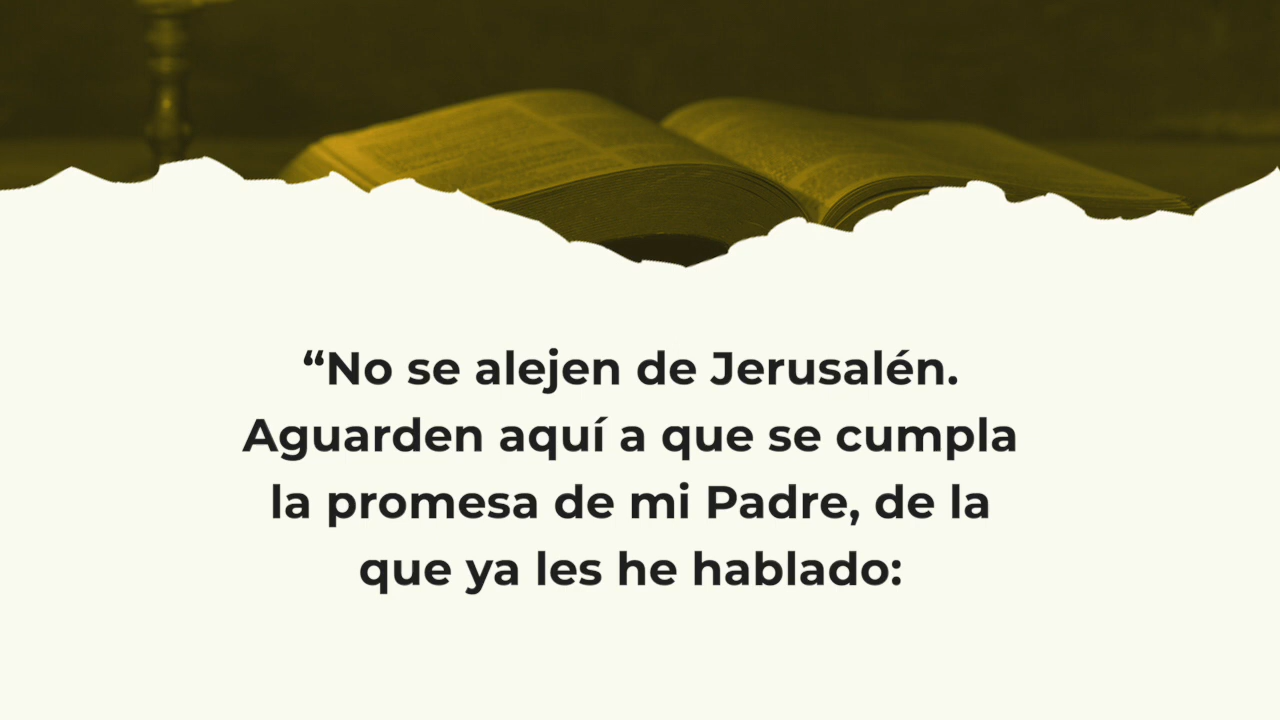 “No se alejen de Jerusalén.
Aguarden aquí a que se cumpla
la promesa de mi Padre, de la
que ya les he hablado: